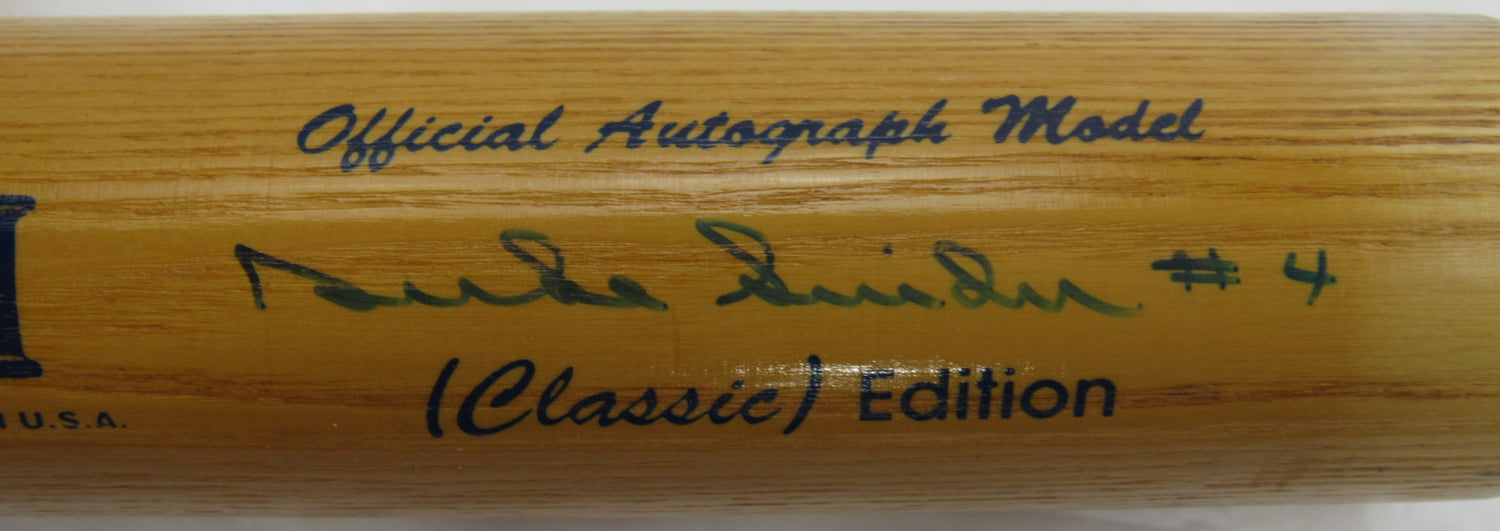 Official Autograph Model
Duke Snider # 4
(Classic) Edition
U.S.A.